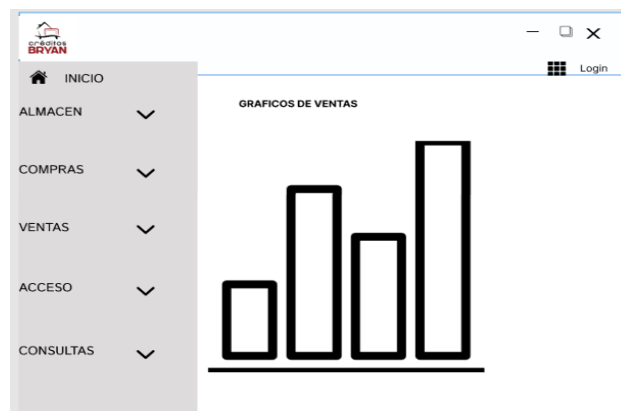 créditos
BRYAN
Login
INICIO
ALMACEN
COMPRAS
VENTAS
ACCESO
CONSULTAS
GRAFICOS DE VENTAS